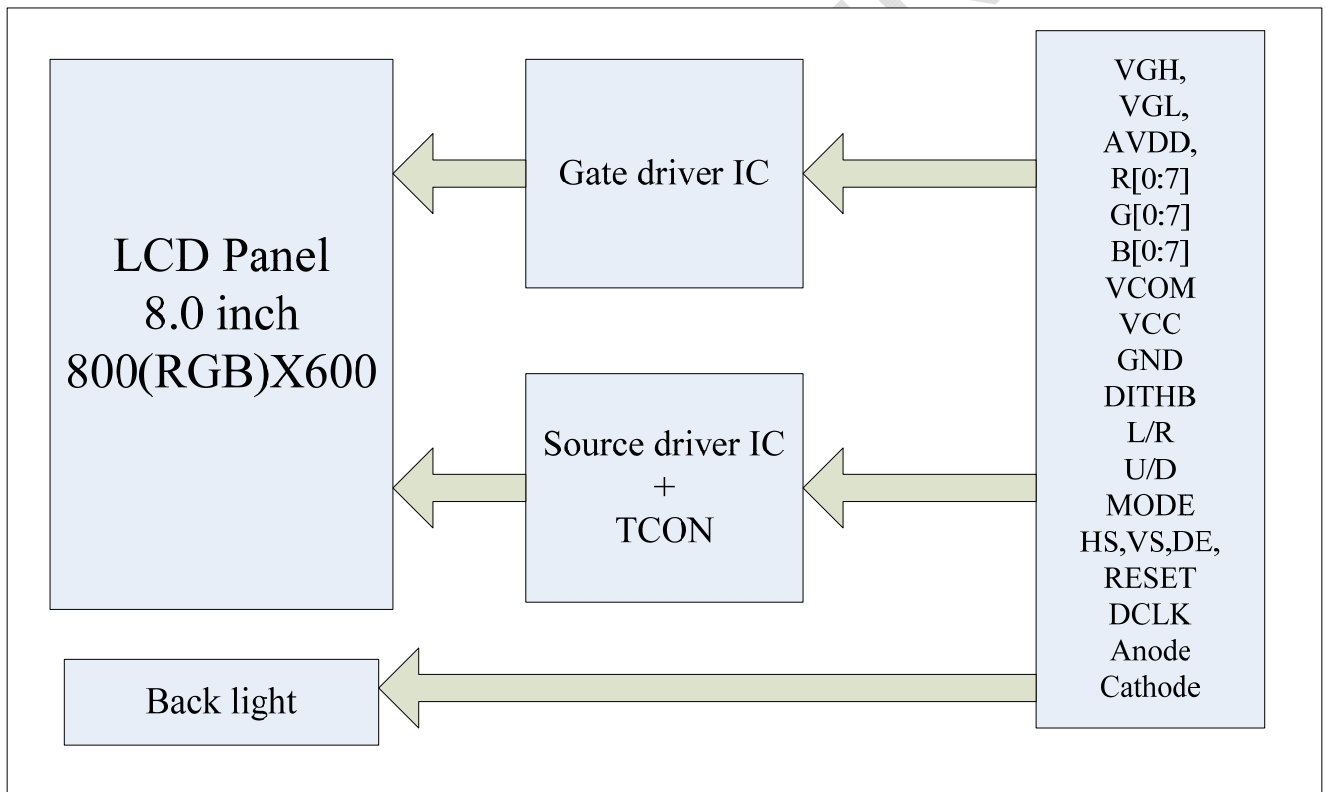 LCD Panel
8.0 inch
800(RGB)X600
Gate driver IC
Source driver IC
+
TCON
Back light
VGH,
VGL,
AVDD,
R[0:7]
G[0:7]
B[0:7]
VCOM
VCC
GND
DITHB
L/R
U/D
MODE
HS,VS,DE,
RESET
DCLK
Anode
Cathode